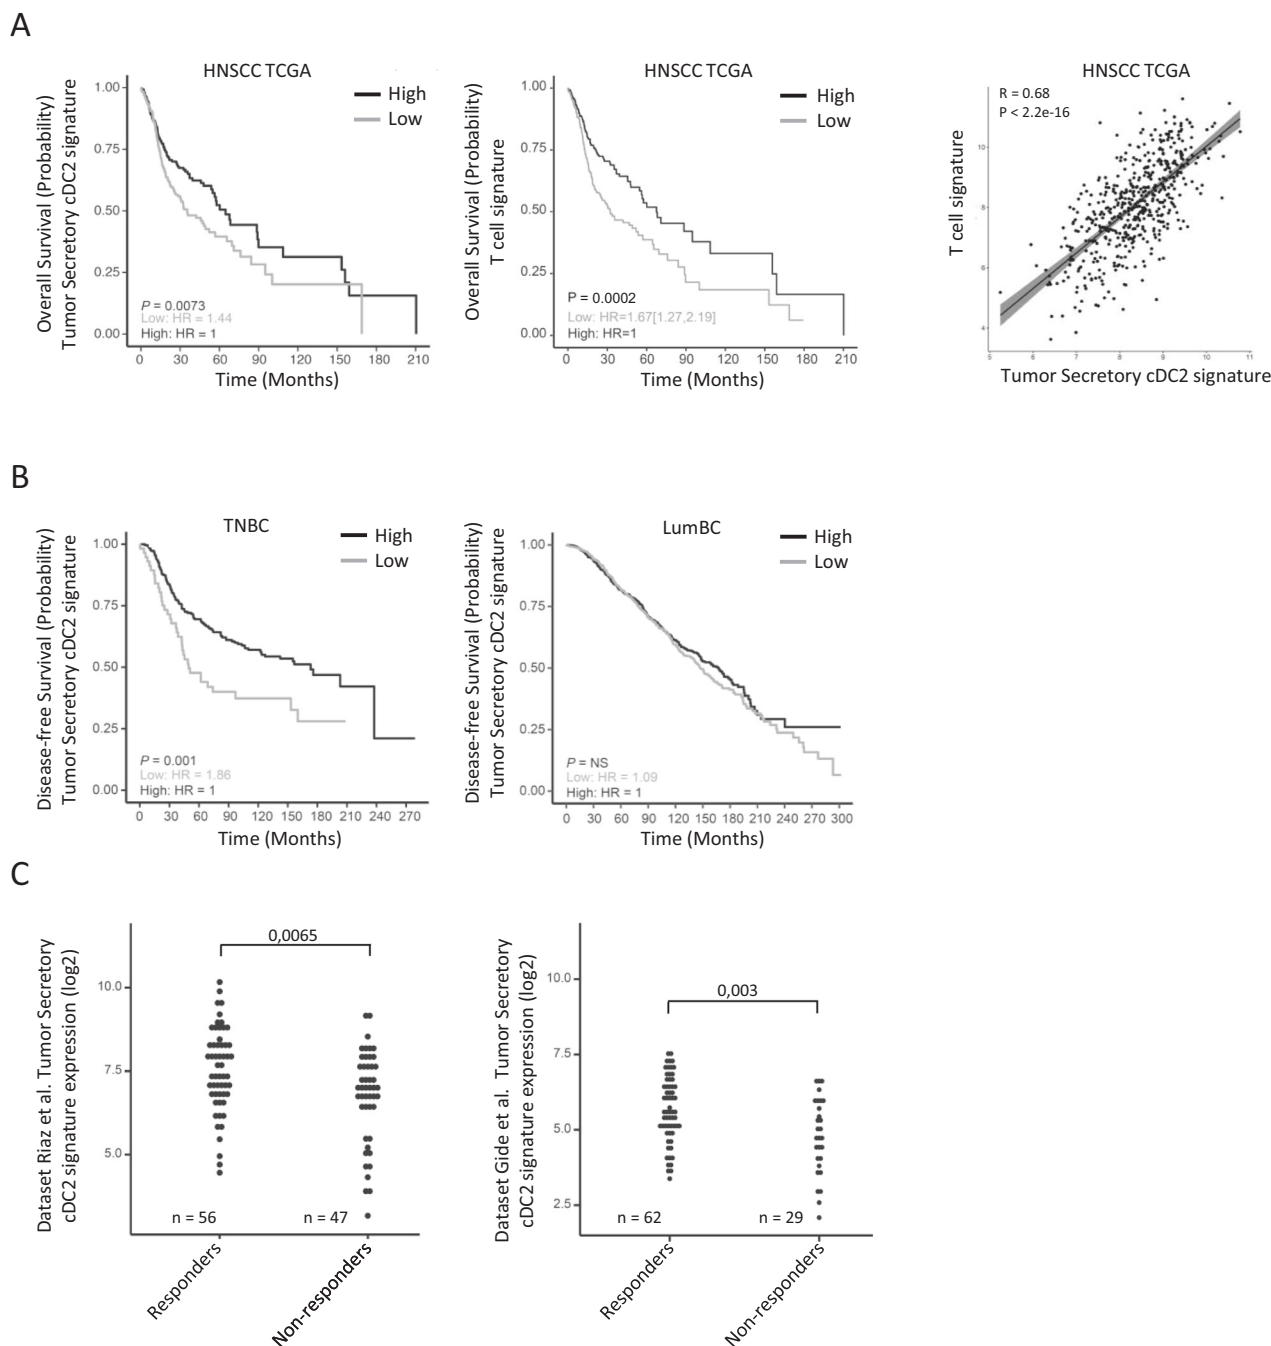 A
HNSCC TCGA
High
Low
Overall Survival (Probability)
Tumor Secretory cDC2 signature
1.00
0.75
0.50
0.25
0.00
P = 0.0073
Low: HR = 1.44
High: HR = 1
0 30 60 90 120 150 180 210
Time (Months)
HNSCC TCGA
High
Low
Overall Survival (Probability)
T cell signature
1.00
0.75
0.50
0.25
0.00
P = 0.0002
Low: HR=1.67[1.27,2.19]
High: HR=1
0 30 60 90 120 150 180 210
Time (Months)
HNSCC TCGA
R = 0.68
P < 2.2e-16
T cell signature
10
8
6
4
5 6 7 8 9 10 11
Tumor Secretory cDC2 signature
B
TNBC
High
Low
Disease-free Survival (Probability)
Tumor Secretory cDC2 signature
1.00
0.75
0.50
0.25
0.00
P = 0.001
Low: HR = 1.86
High: HR = 1
0 30 60 90 120 150 180 210 240 270
Time (Months)
LumBC
High
Low
Disease-free Survival (Probability)
Tumor Secretory cDC2 signature
1.00
0.75
0.50
0.25
0.00
P = NS
Low: HR = 1.09
High: HR = 1
0 30 60 90 120 150 180 210 240 270 300
Time (Months)
C
Dataset Riaz et al. Tumor Secretory
cDC2 signature expression (log2)
0,0065
10.0
7.5
5.0
n = 56
n = 47
Responders
Non-responders
Dataset Gide et al. Tumor Secretory
cDC2 signature expression (log2)
0,003
10.0
7.5
5.0
2.5
n = 62
n = 29
Responders
Non-responders